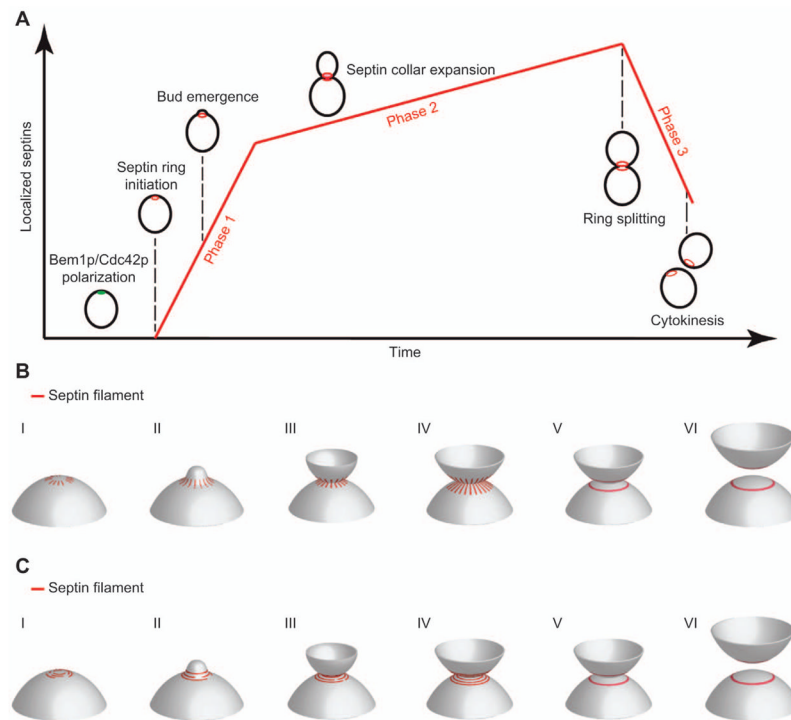 A
Localized septins
Bem1p/Cdc42p
polarization
Septin ring
initiation
Bud emergence
Septin collar expansion
Phase 1
Phase 2
Phase 3
Ring splitting
Cytokinesis
Time
B
Septin filament
I II III IV V VI
C
Septin filament
I II III IV V VI